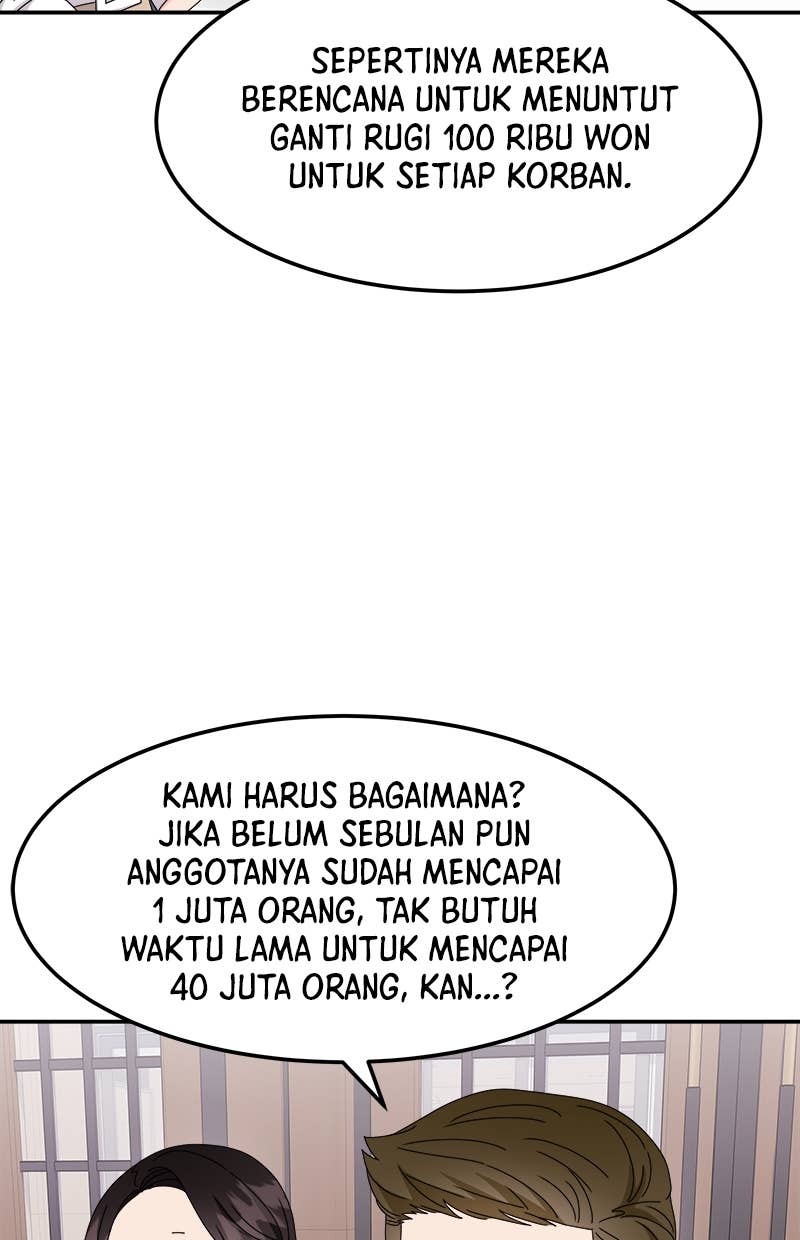 SEPERTINYA MEREKA
BERENCANA UNTUK MENUNTUT
GANTI RUGI 100 RIBU WON
UNTUK SETIAP KORBAN.
KAMI HARUS BAGAIMANA?
JIKA BELUM SEBULAN PUN
ANGGOTANYA SUDAH MENCAPAI
1 JUTA ORANG, TAK BUTUH
WAKTU LAMA UNTUK MENCAPAI
40 JUTA ORANG, KAN...?